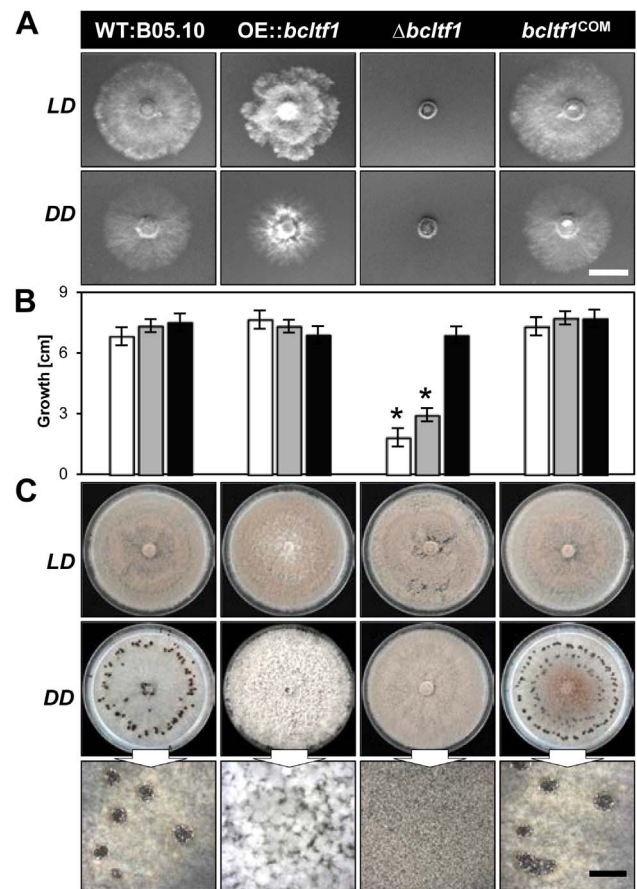 A
WT:B05.10 OE::bcltf1 Δbcltf1 bcltf1COM
LD
DD
B
9
6
3
0
Growth [cm]
* *
C
LD
DD